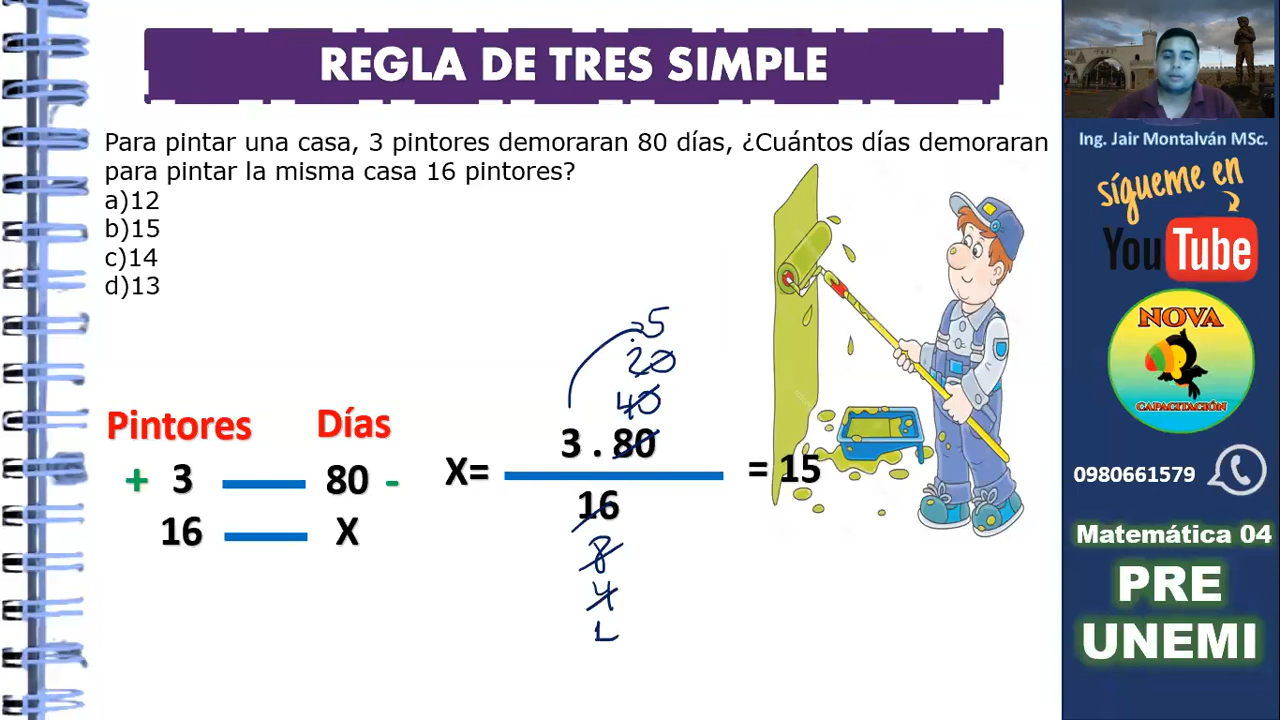 REGLA DE TRES SIMPLE
Para pintar una casa, 3 pintores demoraran 80 días, ¿Cuántos días demoraran
para pintar la misma casa 16 pintores?
a)12
b)15
c)14
d)13
Pintores Días
+ 3 80 -
16 X
5
20
40
X= 3 . 80 = 15
16
8
4
1
Ing. Jair Montalván MSc.
sígueme en
YouTube
NOVA
CAPACITACIÓN
0980661579
Matemática 04
PRE
UNEMI